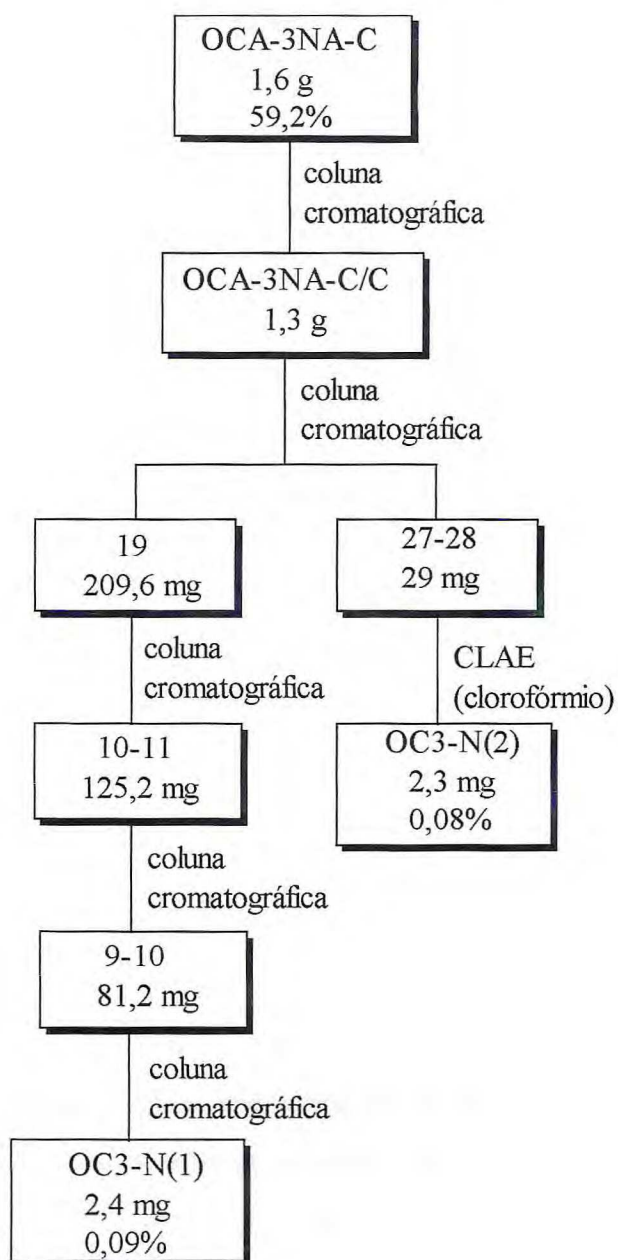 OCA-3NA-C
1,6 g
59,2%
coluna
cromatográfica
OCA-3NA-C/C
1,3 g
coluna
cromatográfica
19
209,6 mg
coluna
cromatográfica
10-11
125,2 mg
coluna
cromatográfica
9-10
81,2 mg
coluna
cromatográfica
OC3-N(1)
2,4 mg
0,09%
27-28
29 mg
CLAE
(clorofórmio)
OC3-N(2)
2,3 mg
0,08%